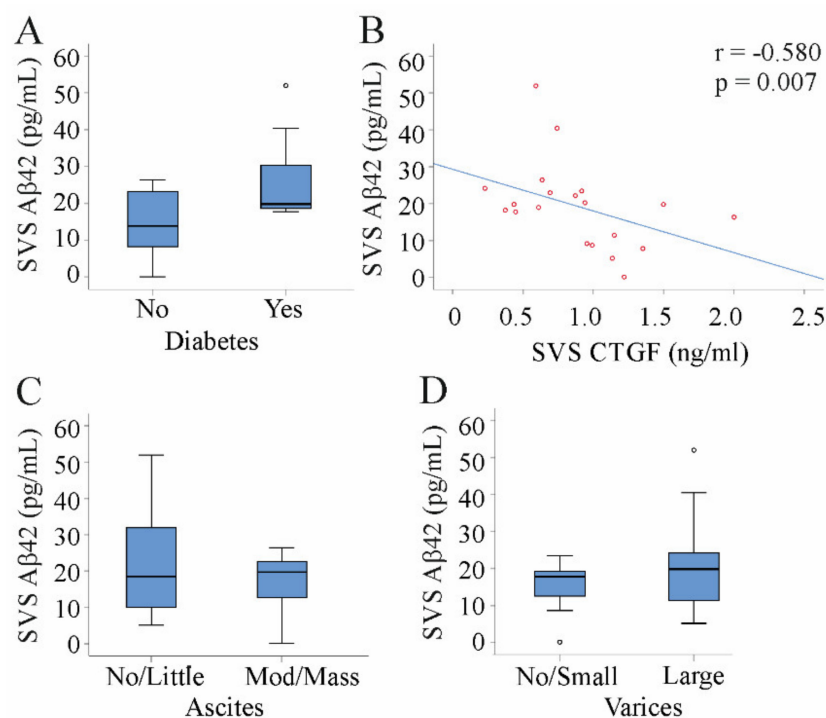 A
SVS Aβ42 (pg/mL)
60
50
40
30
20
10
0
No Yes
Diabetes
B
SVS Aβ42 (pg/mL)
60
50
40
30
20
10
0
r = -0.580
p = 0.007
0 0.5 1.0 1.5 2.0 2.5
SVS CTGF (ng/ml)
C
SVS Aβ42 (pg/mL)
60
50
40
30
20
10
0
No/Little Mod/Mass
Ascites
D
SVS Aβ42 (pg/mL)
60
50
40
30
20
10
0
No/Small Large
Varices